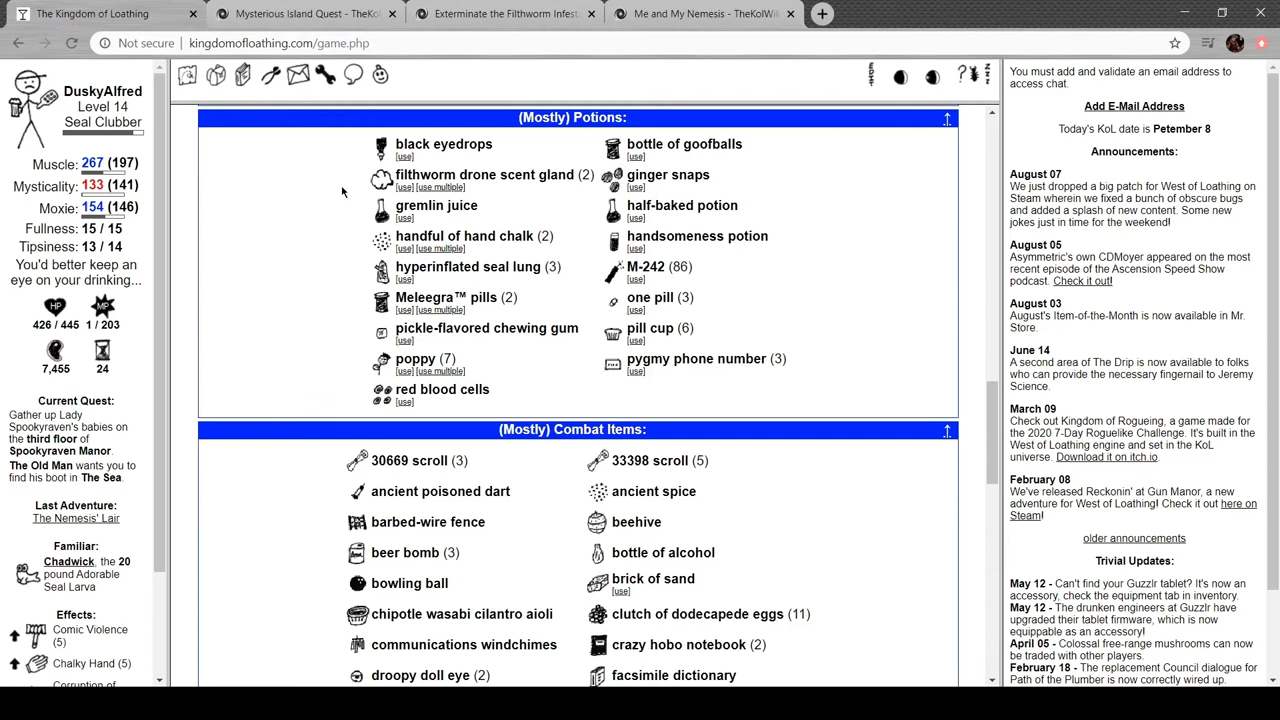 The Kingdom of Loathing
Mysterious Island Quest - TheKol
Exterminate the Filthworm Infest
Me and My Nemesis - TheKolWi
Not secure | kingdomofloathing.com/game.php
DuskyAlfred
Level 14
Seal Clubber
Muscle: 267 (197)
Mysticality: 133 (141)
Moxie: 154 (146)
Fullness: 15 / 15
Tipsiness: 13 / 14
You'd better keep an
eye on your drinking...
HP MP
426 / 445 1 / 203
7,455 24
Current Quest:
Gather up Lady
Spookyraven's babies on
the third floor of
Spookyraven Manor.
The Old Man wants you to
find his boot in The Sea.
Last Adventure:
The Nemesis' Lair
Familiar:
Chadwick, the 20
pound Adorable
Seal Larva
Effects:
Comic Violence
(5)
Chalky Hand (5)
Corruption of
(Mostly) Potions:
black eyedrops
[use]
bottle of goofballs
[use]
filthworm drone scent gland (2)
[use] [use multiple]
ginger snaps
[use]
gremlin juice
[use]
half-baked potion
[use]
handful of hand chalk (2)
[use] [use multiple]
handsomeness potion
[use]
hyperinflated seal lung (3)
[use]
M-242 (86)
[use]
Meleegra™ pills (2)
[use] [use multiple]
one pill (3)
[use]
pickle-flavored chewing gum
[use]
pill cup (6)
[use]
poppy (7)
[use] [use multiple]
pygmy phone number (3)
[use]
red blood cells
[use]
(Mostly) Combat Items:
30669 scroll (3)
33398 scroll (5)
ancient poisoned dart
ancient spice
barbed-wire fence
beehive
beer bomb (3)
bottle of alcohol
bowling ball
brick of sand
[use]
chipotle wasabi cilantro aioli
clutch of dodecapede eggs (11)
communications windchimes
crazy hobo notebook (2)
droopy doll eye (2)
facsimile dictionary
You must add and validate an email address to
access chat.
Add E-Mail Address
Today's KoL date is Petember 8
Announcements:
August 07
We just dropped a big patch for West of Loathing on
Steam wherein we fixed a bunch of obscure bugs
and added a splash of new content. Some new
jokes just in time for the weekend!
August 05
Asymmetric's own CDMoyer appeared on the most
recent episode of the Ascension Speed Show
podcast. Check it out!
August 03
August's Item-of-the-Month is now available in Mr.
Store.
June 14
A second area of The Drip is now available to folks
who can provide the necessary fingernail to Jeremy
Science.
March 09
Check out Kingdom of Rogueing, a game made for
the 2020 7-Day Roguelike Challenge. It's built in the
West of Loathing engine and set in the KoL
universe. Download it on itch.io.
February 08
We've released Reckonin' at Gun Manor, a new
adventure for West of Loathing! Check it out here on
Steam!
older announcements
Trivial Updates:
May 12 - Can't find your Guzzlr tablet? It's now an
accessory, check the equipment tab in inventory.
May 12 - The drunken engineers at Guzzlr have
upgraded their tablet firmware, which is now
equippable as an accessory!
April 05 - Colossal free-range mushrooms can now
be traded with other players.
February 18 - The replacement Council dialogue for
Path of the Plumber is now correctly wired up.